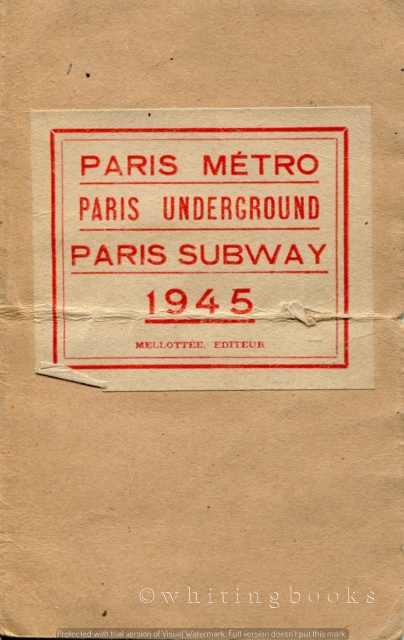 PARIS MÉTRO
PARIS UNDERGROUND
PARIS SUBWAY
1945
MELLOTTÉE, EDITEUR
©whitingbooks
Protected with trial version of Visual Watermark. Full version doesn't put this mark.